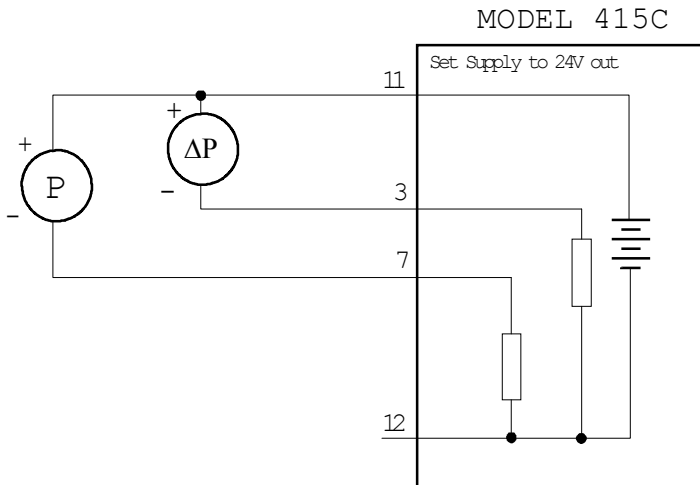 MODEL 415C
Set Supply to 24V out
11
+
ΔP
-
+
P
-
3
7
12